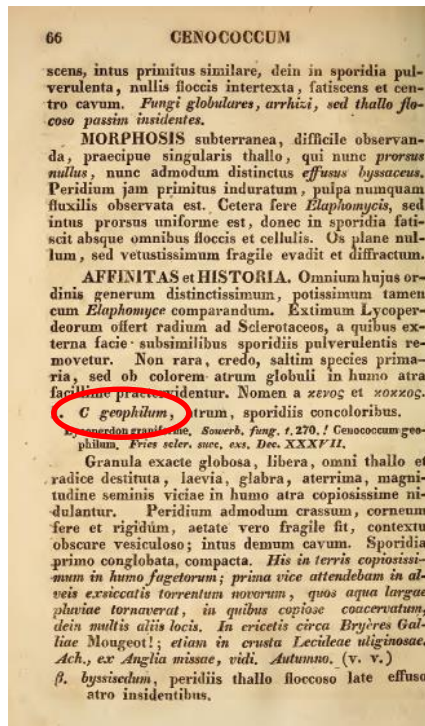 66 CENOCOCCUM
scens, intus primitus similare, dein in sporidia pul-
verulenta, nullis floccis intertexta, fatiscens et cen-
tro cavum. Fungi globulares, arrhizi, sed thallo flo-
coso passim insidentes.
MORPHOSIS subterranea, difficile observan-
da, praecipue singularis thallo, qui nunc prorsus
nullus, nunc admodum distinctus effusus byssaceus.
Peridium jam primitus induratum, pulpa numquam
fluxilis observata est. Cetera fere Elaphomycis, sed
intus prorsus uniforme est, donec in sporidia fati-
scit absque omnibus floccis et cellulis. Os plane nul-
lum, sed vetustissimum fragile evadit et diffractum.
AFFINITAS et HISTORIA. Omnium hujus or-
dinis generum distinctissimum, potissimum tamen
cum Elaphomyce comparandum. Extimum Lycoper-
deorum offert radium ad Sclerotaceos, a quibus ex-
terna facie subsimilibus sporidiis pulverulentis re-
movetur. Non rara, credo, saltim species prima-
ria, sed ob colorem atrum globuli in humo atra
facillime praetervidentur. Nomen a κενος et κοκκος.
. C geophilum, trum, sporidiis concoloribus.
Lycoperdon graniforme, Sowerb. fung. t. 270.! Cenococcum geo-
philum. Fries scler. succ. exs. Dec. XXXVII.
Granula exacte globosa, libera, omni thallo et
radice destituta, laevia, glabra, aterrima, magni-
tudine seminis viciae in humo atra copiosissime ni-
dulantur. Peridium admodum crassum, corneum
fere et rigidum, aetate vero fragile fit, contextu
obscure vesiculoso; intus demum cavum. Sporidia
primo conglobata, compacta. His in terris copiosissi-
mum in humo fagetorum; prima vice attendebam in al-
veis exsiccatis torrentum novorum, quos aqua largae
pluviae tornaverat, in quibus copiose coacervatum,
dein multis aliis locis. In ericetis circa Bryères Gal-
liae Mougeot!; etiam in crusta Lecideae uliginosae.
Ach., ex Anglia missae, vidi. Autumno. (v. v.)
β. byssisedum, peridiis thallo floccoso late effuso
atro insidentibus.